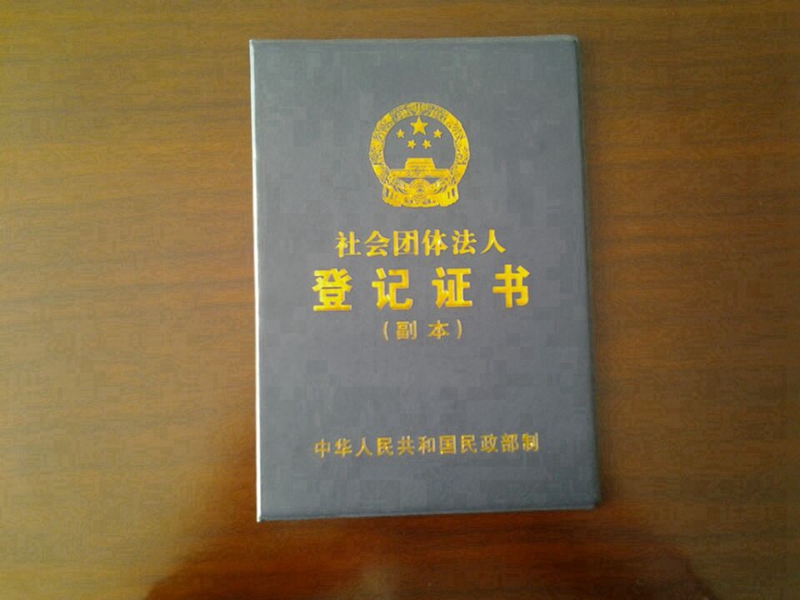 社会团体法人
登记证书
（副本）
中华人民共和国民政部制